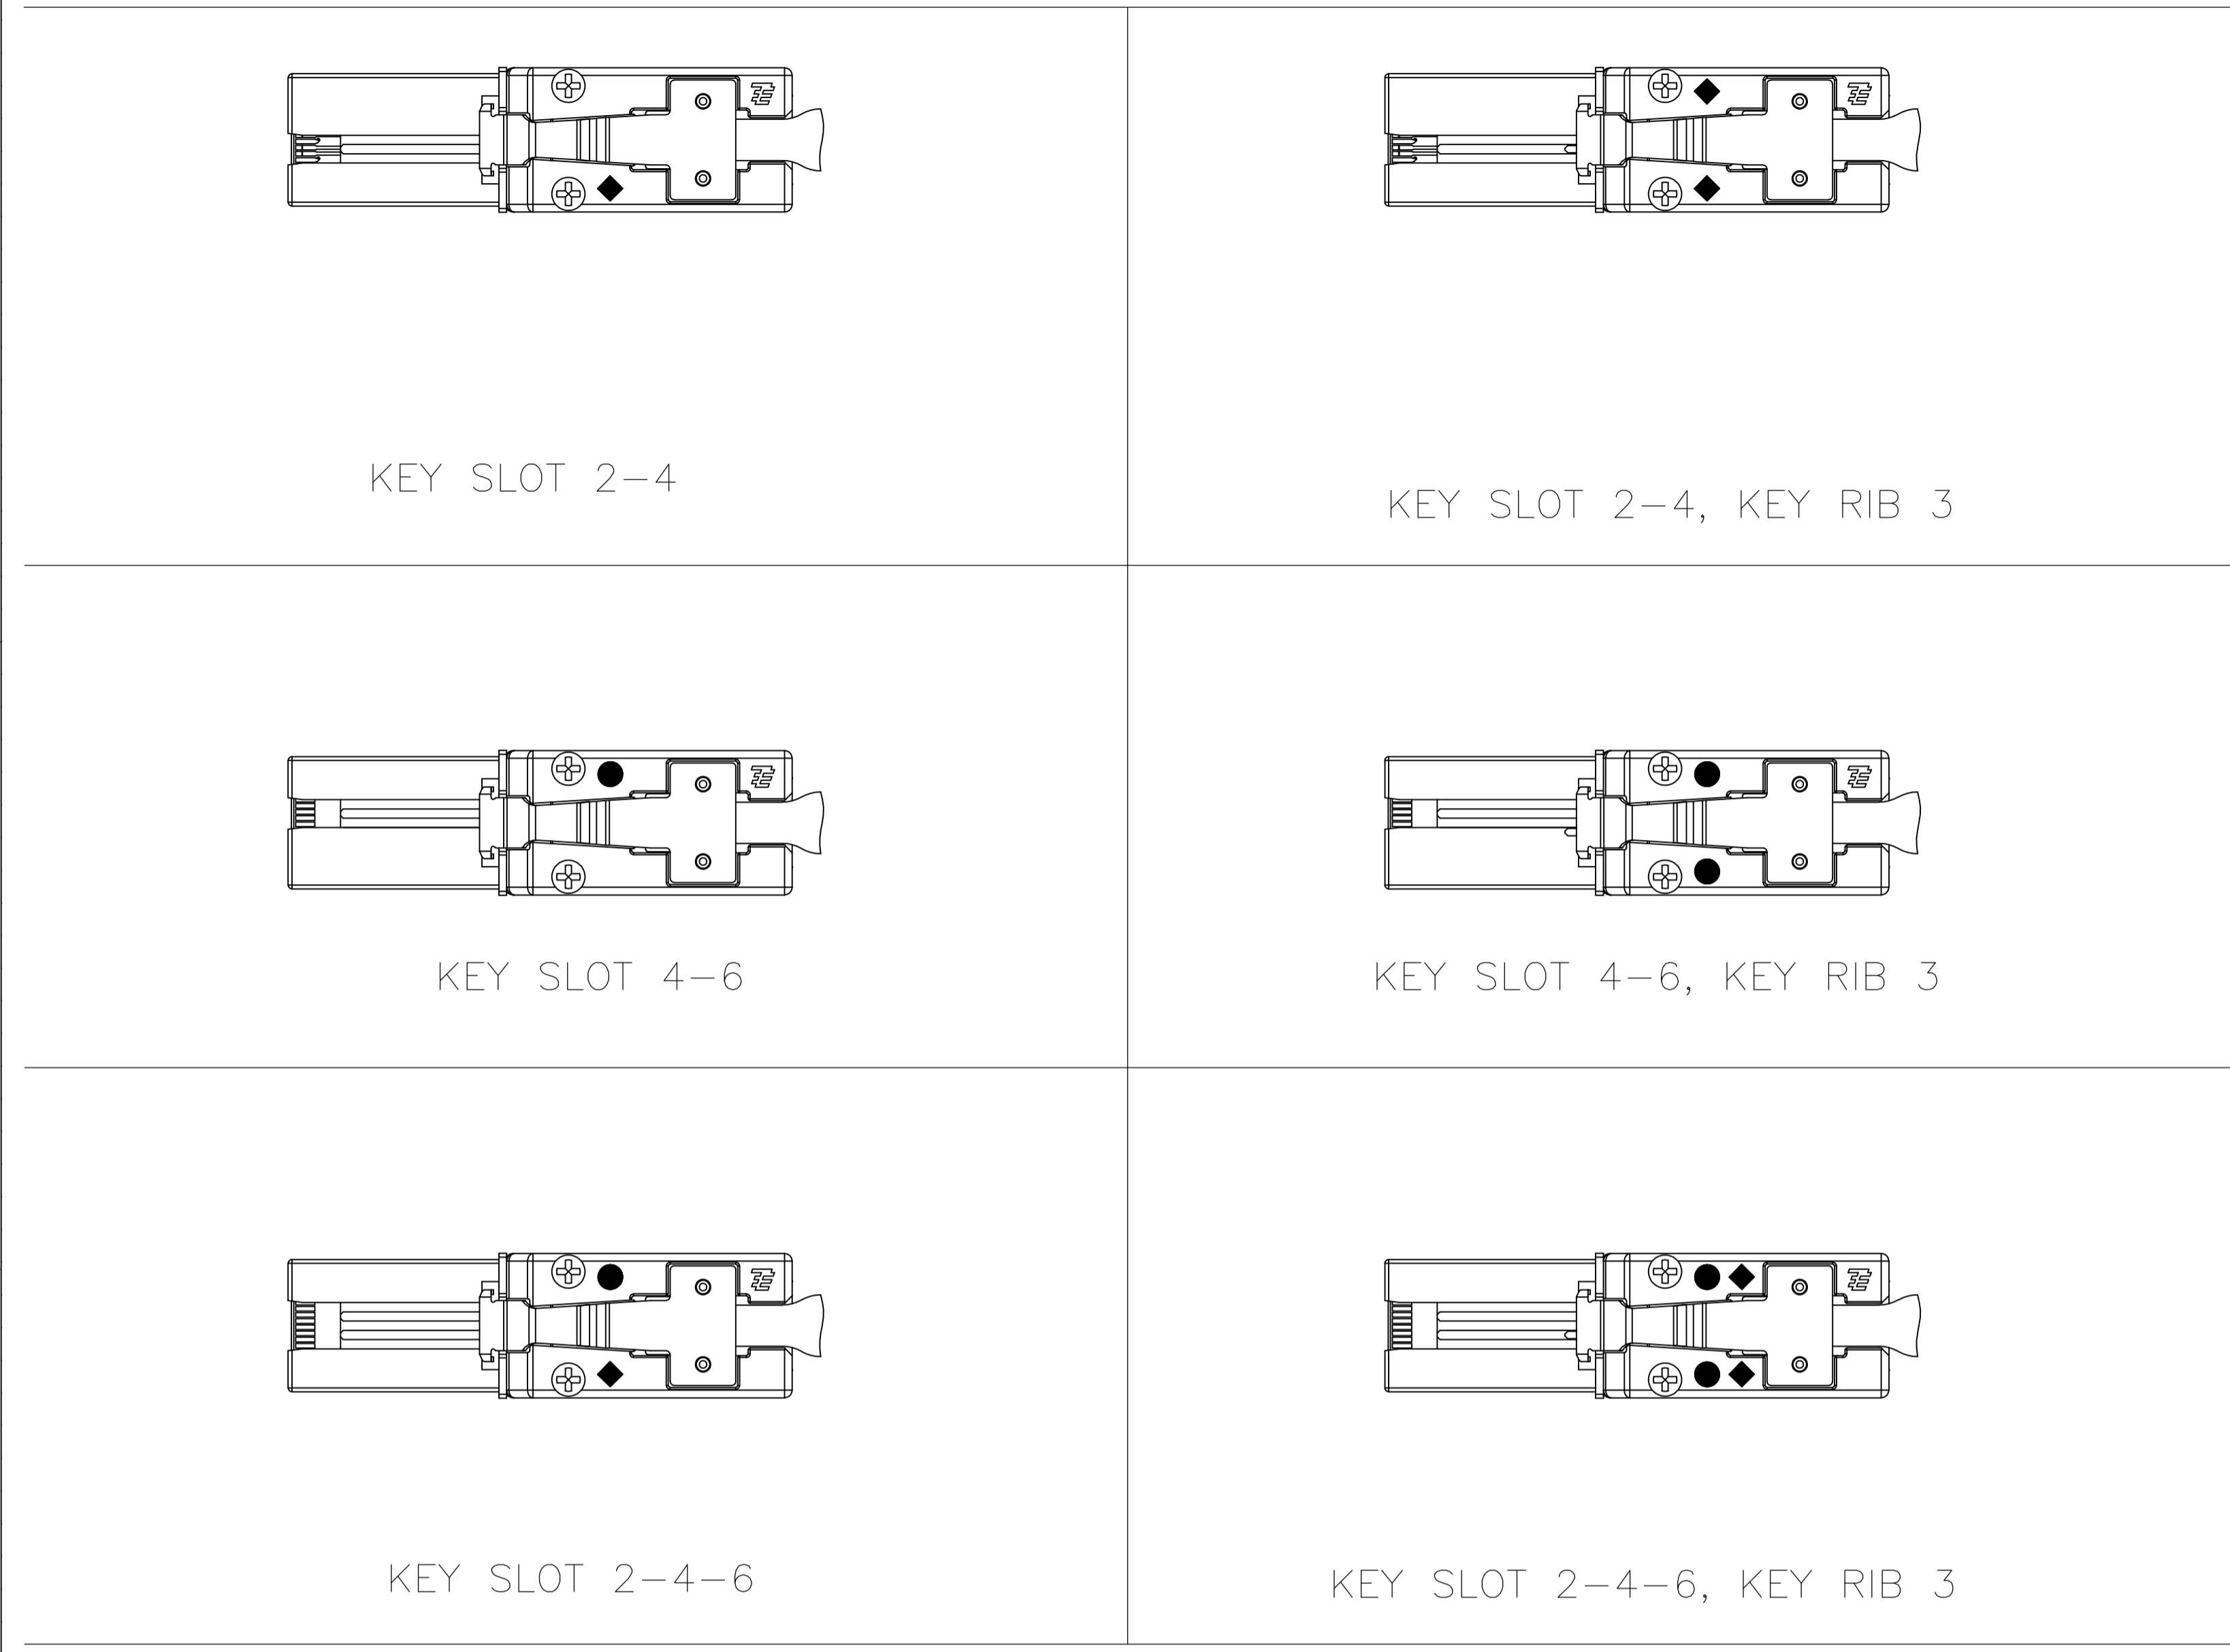 KEY SLOT 2-4
KEY SLOT 2-4, KEY RIB 3
KEY SLOT 4-6
KEY SLOT 4-6, KEY RIB 3
KEY SLOT 2-4-6
KEY SLOT 2-4-6, KEY RIB 3